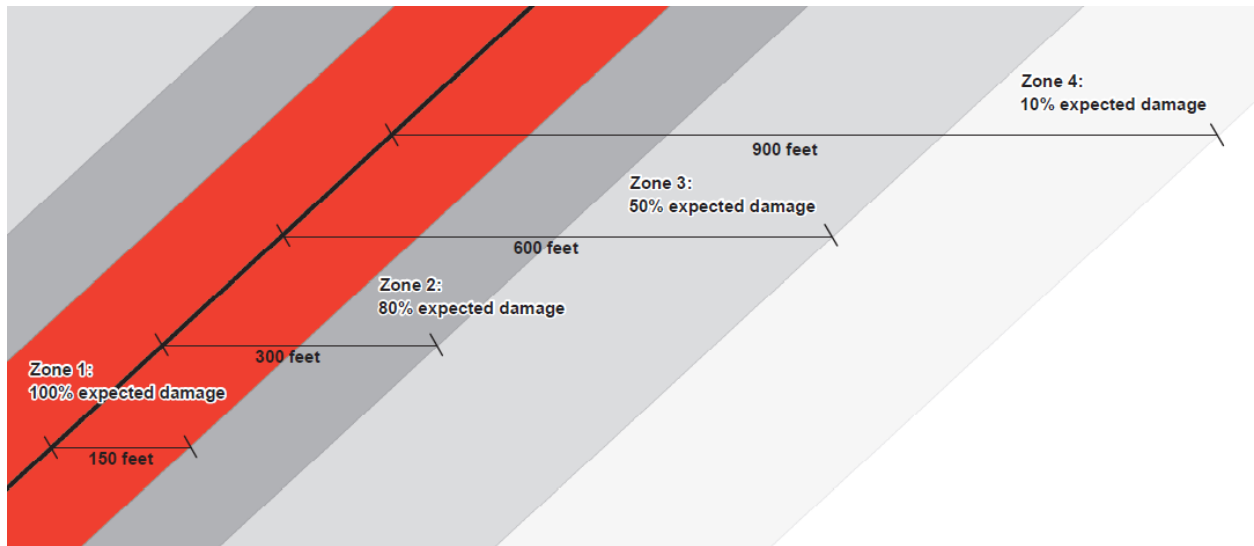 Zone 4:
10% expected damage
900 feet
Zone 3:
50% expected damage
600 feet
Zone 2:
80% expected damage
300 feet
Zone 1:
100% expected damage
150 feet